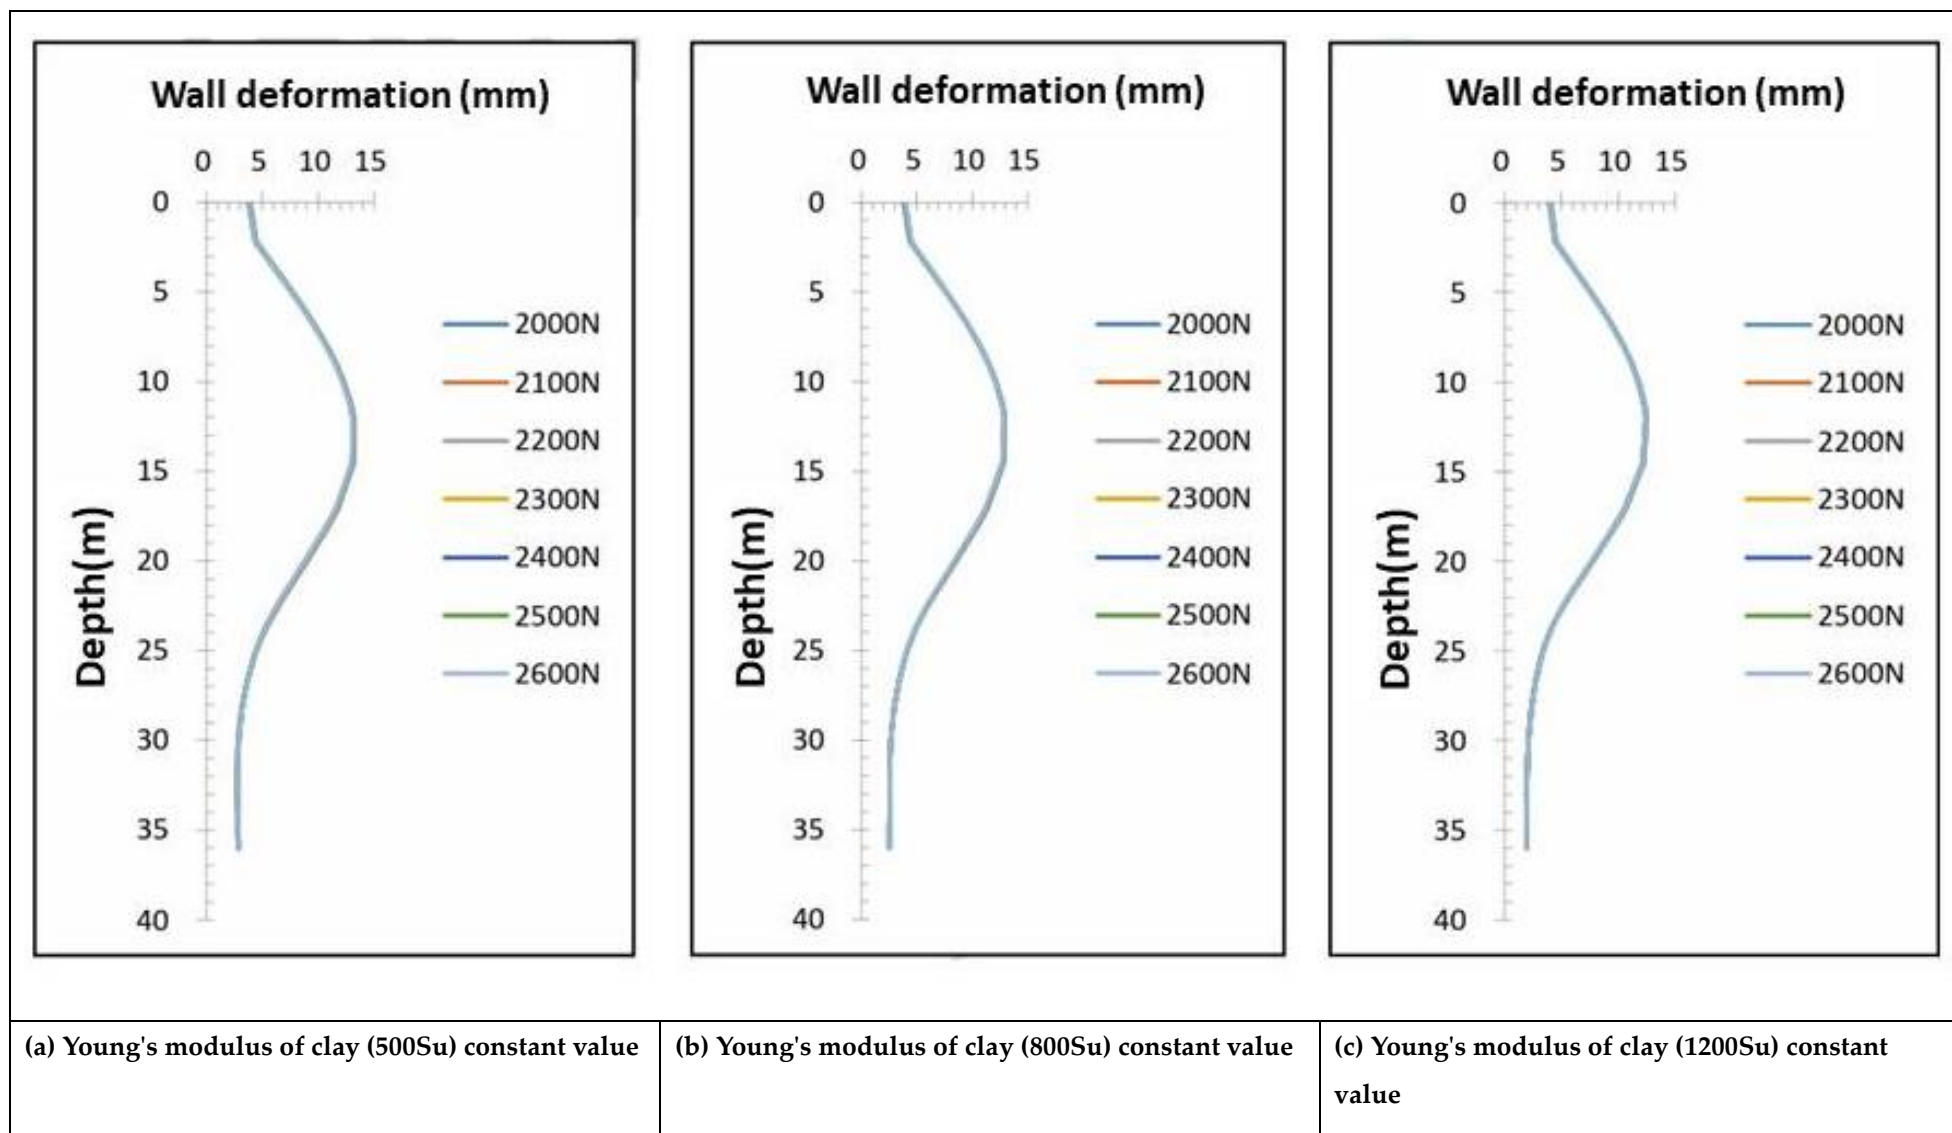 Wall deformation (mm)
0 5 10 15
0
5
10
15
20
25
30
35
40
Depth(m)
2000N
2100N
2200N
2300N
2400N
2500N
2600N
Wall deformation (mm)
0 5 10 15
0
5
10
15
20
25
30
35
40
Depth(m)
2000N
2100N
2200N
2300N
2400N
2500N
2600N
Wall deformation (mm)
0 5 10 15
0
5
10
15
20
25
30
35
40
Depth(m)
2000N
2100N
2200N
2300N
2400N
2500N
2600N
(a) Young's modulus of clay (500Su) constant value
(b) Young's modulus of clay (800Su) constant value
(c) Young's modulus of clay (1200Su) constant
value